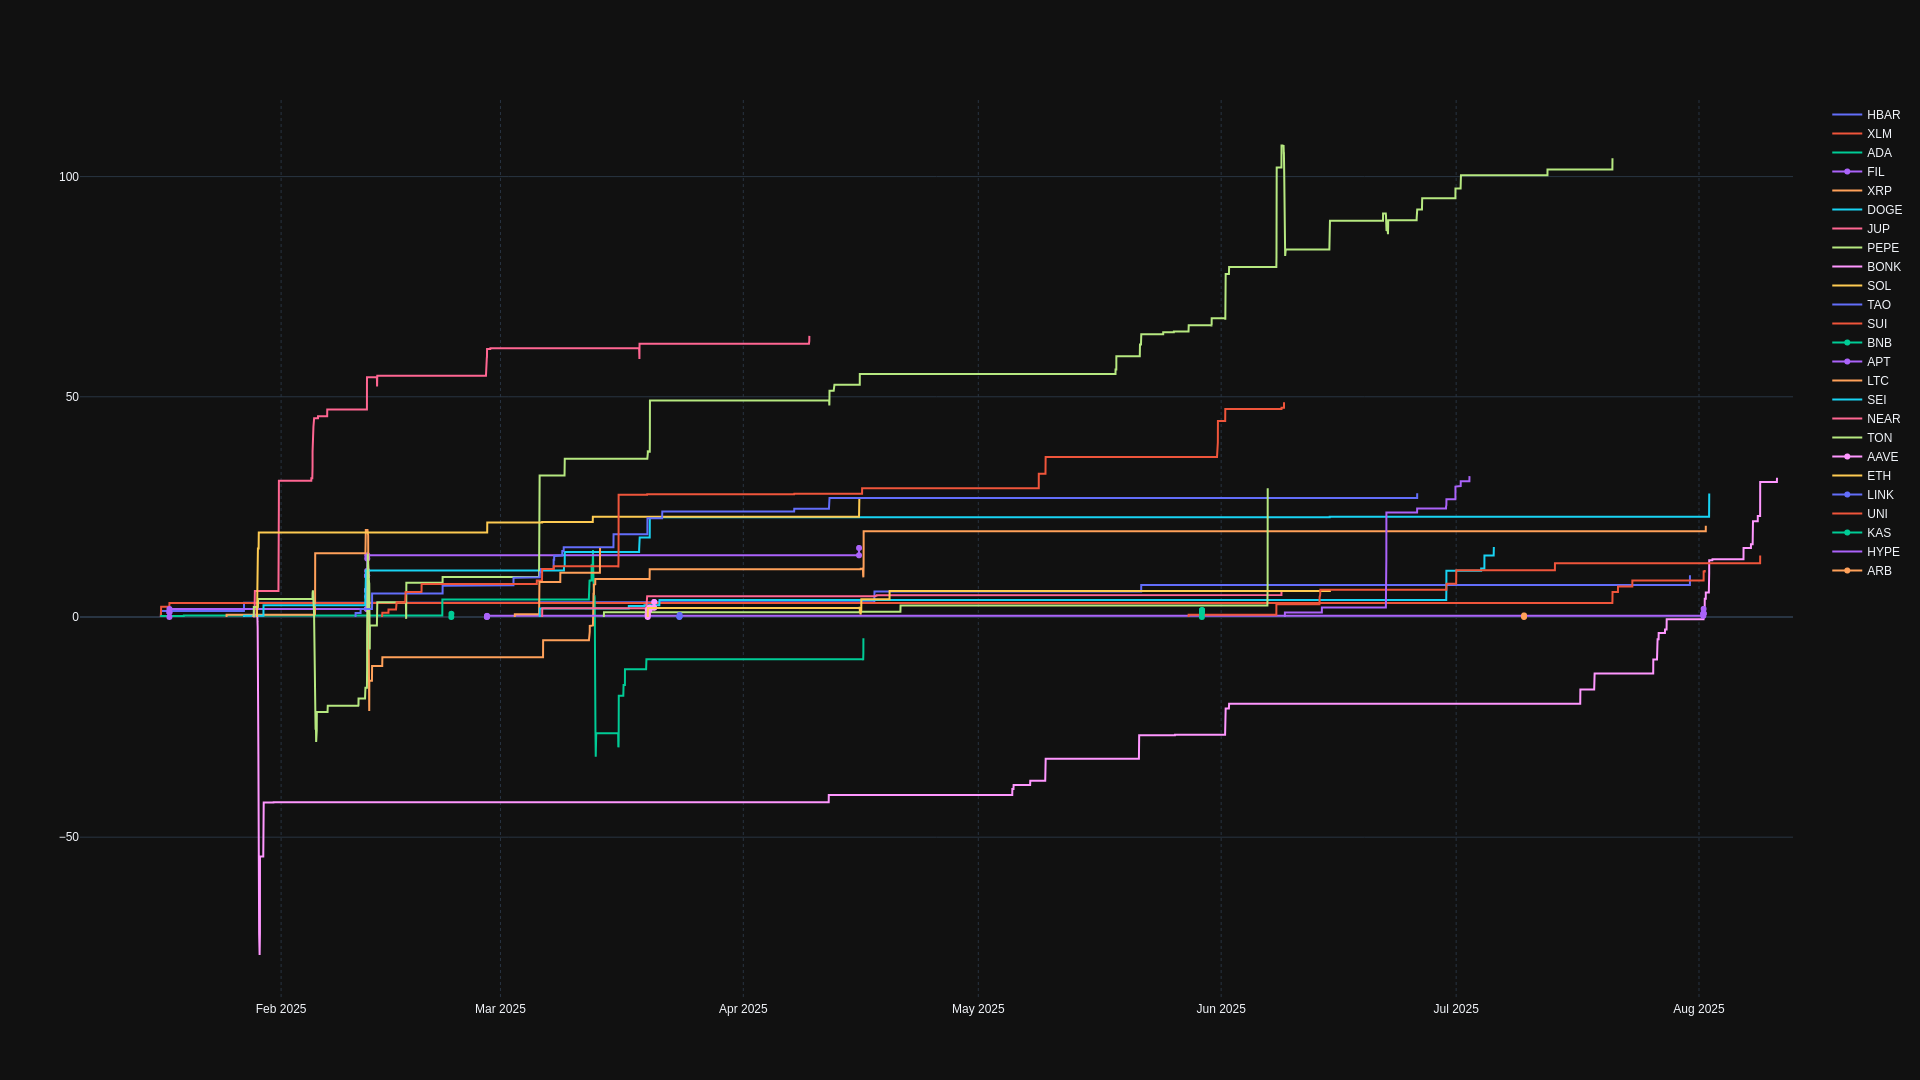 100
50
0
−50
Feb 2025
Mar 2025
Apr 2025
May 2025
Jun 2025
Jul 2025
Aug 2025
HBAR
XLM
ADA
FIL
XRP
DOGE
JUP
PEPE
BONK
SOL
TAO
SUI
BNB
APT
LTC
SEI
NEAR
TON
AAVE
ETH
LINK
UNI
KAS
HYPE
ARB